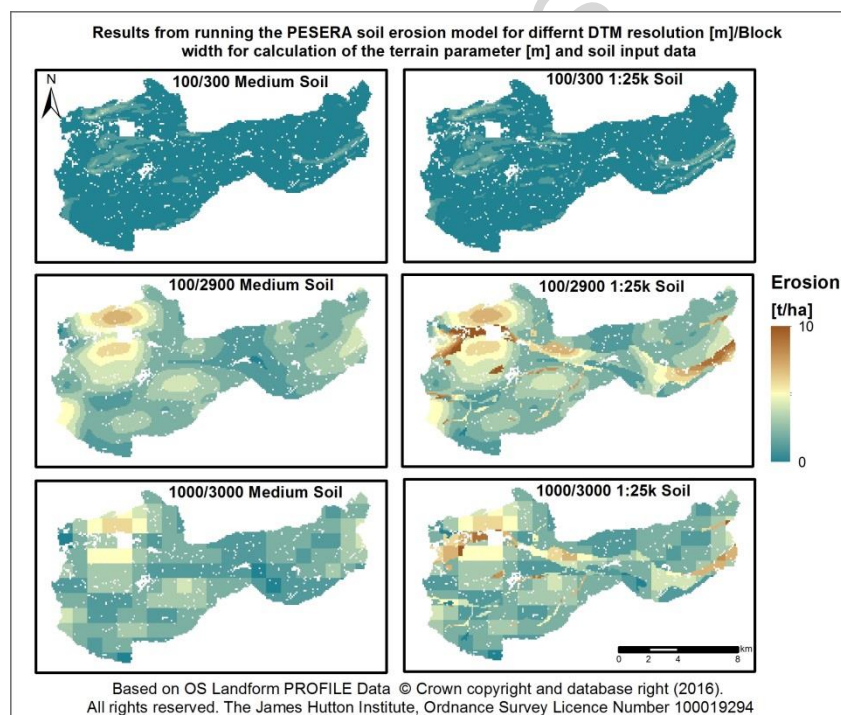 Results from running the PESERA soil erosion model for differnt DTM resolution [m]/Block
width for calculation of the terrain parameter [m] and soil input data
N
100/300 Medium Soil
100/300 1:25k Soil
100/2900 Medium Soil
100/2900 1:25k Soil
Erosion
[t/ha]
10
0
1000/3000 Medium Soil
1000/3000 1:25k Soil
km
0 2 4 8
Based on OS Landform PROFILE Data © Crown copyright and database right (2016).
All rights reserved. The James Hutton Institute, Ordnance Survey Licence Number 100019294